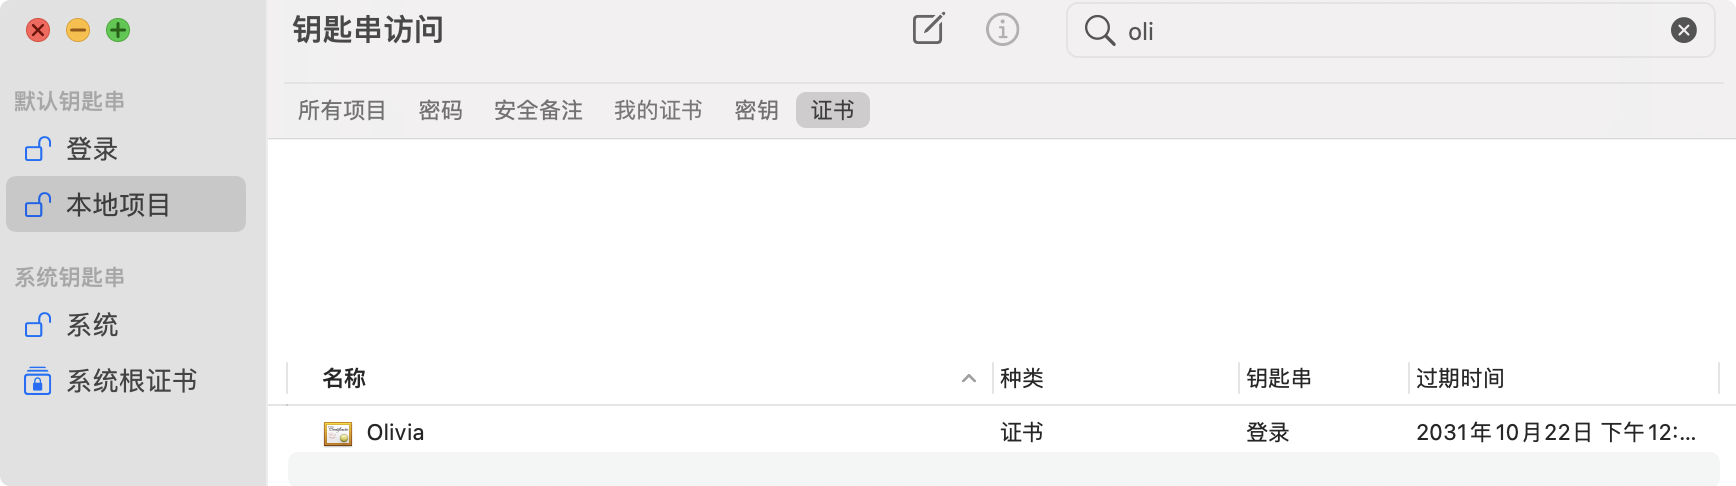 钥匙串访问
oli
默认钥匙串
登录
本地项目
系统钥匙串
系统
系统根证书
所有项目 密码 安全备注 我的证书 密钥 证书
名称 种类 钥匙串 过期时间
Olivia 证书 登录 2031年10月22日 下午12:...